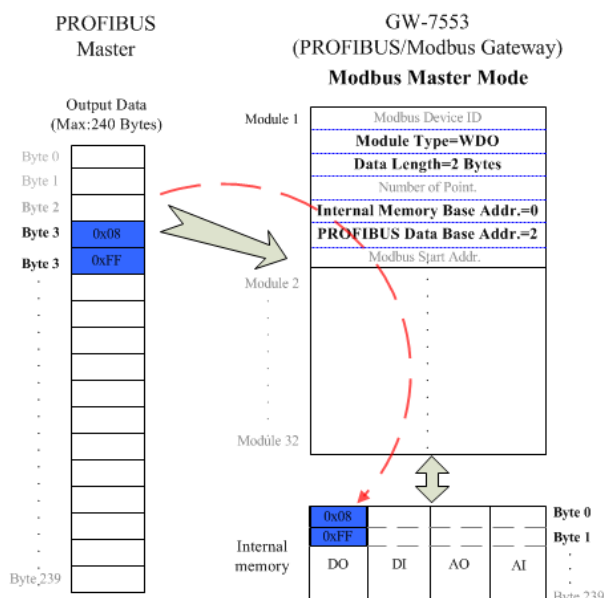 PROFIBUS
Master
GW-7553
(PROFIBUS/Modbus Gateway)
Modbus Master Mode
Output Data
(Max:240 Bytes)
Byte 0
Byte 1
Byte 2
Byte 3
0x08
Byte 3
0xFF
Byte 239
Module 1
Modbus Device ID
Module Type=WDO
Data Length=2 Bytes
Number of Point.
Internal Memory Base Addr.=0
PROFIBUS Data Base Addr.=2
Modbus Start Addr.
Module 2
Module 32
Internal
memory
0x08
0xFF
DO
DI
AO
AI
Byte 0
Byte 1
Byte 239